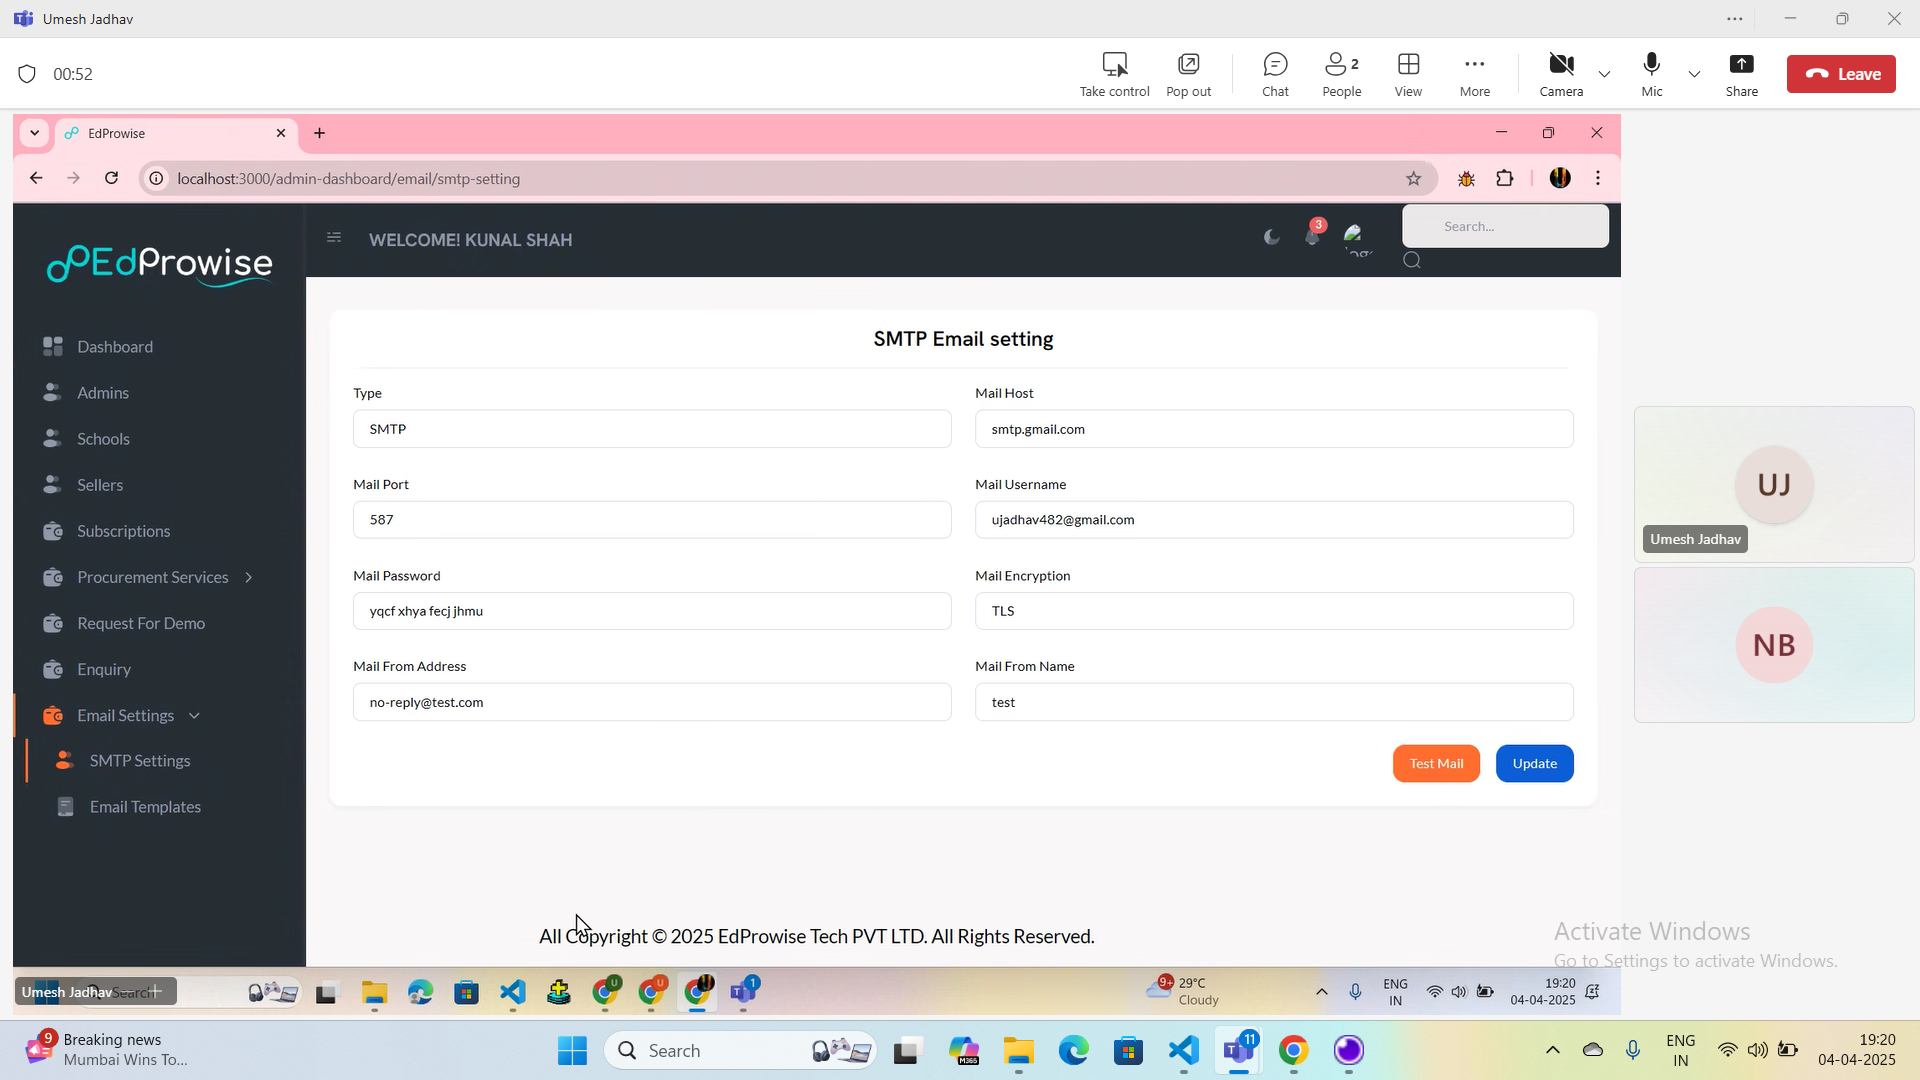 Umesh Jadhav
00:52
Take control
Pop out
Chat
2
People
View
More
Camera
Mic
Share
Leave
EdProwise
localhost:3000/admin-dashboard/email/smtp-setting
EdProwise
WELCOME! KUNAL SHAH
3
Search...
Dashboard
Admins
Schools
Sellers
Subscriptions
Procurement Services
Request For Demo
Enquiry
Email Settings
SMTP Settings
Email Templates
SMTP Email setting
Type
SMTP
Mail Host
smtp.gmail.com
Mail Port
587
Mail Username
ujadhav482@gmail.com
Mail Password
yqcf xhya fecj jhmu
Mail Encryption
TLS
Mail From Address
no-reply@test.com
Mail From Name
test
Test Mail
Update
All Copyright © 2025 EdProwise Tech PVT LTD. All Rights Reserved.
UJ
Umesh Jadhav
NB
Activate Windows
Go to Settings to activate Windows.
Umesh Jadhav
Search
U
U
1
9+
29°C
Cloudy
ENG
IN
19:20
04-04-2025
9
Breaking news
Mumbai Wins To...
Search
M365
11
ENG
IN
19:20
04-04-2025